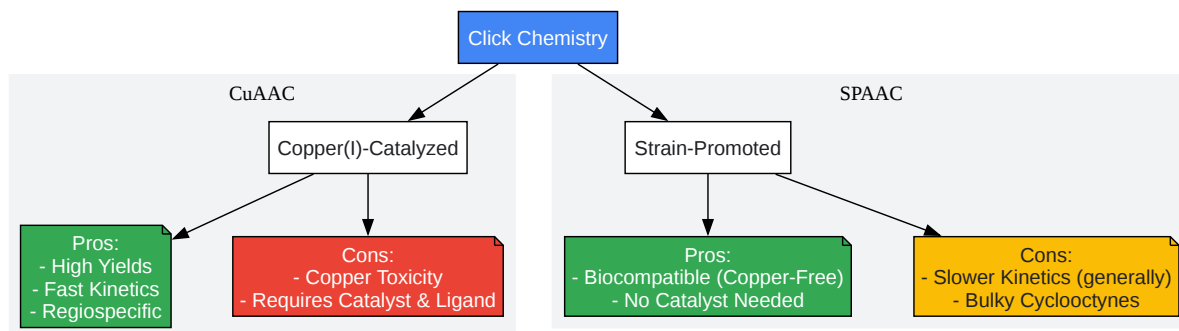 Click Chemistry
CuAAC
SPAAC
Copper(I)-Catalyzed
Strain-Promoted
Pros:
- High Yields
- Fast Kinetics
- Regiospecific
Cons:
- Copper Toxicity
- Requires Catalyst & Ligand
Pros:
- Biocompatible (Copper-Free)
- No Catalyst Needed
Cons:
- Slower Kinetics (generally)
- Bulky Cyclooctynes